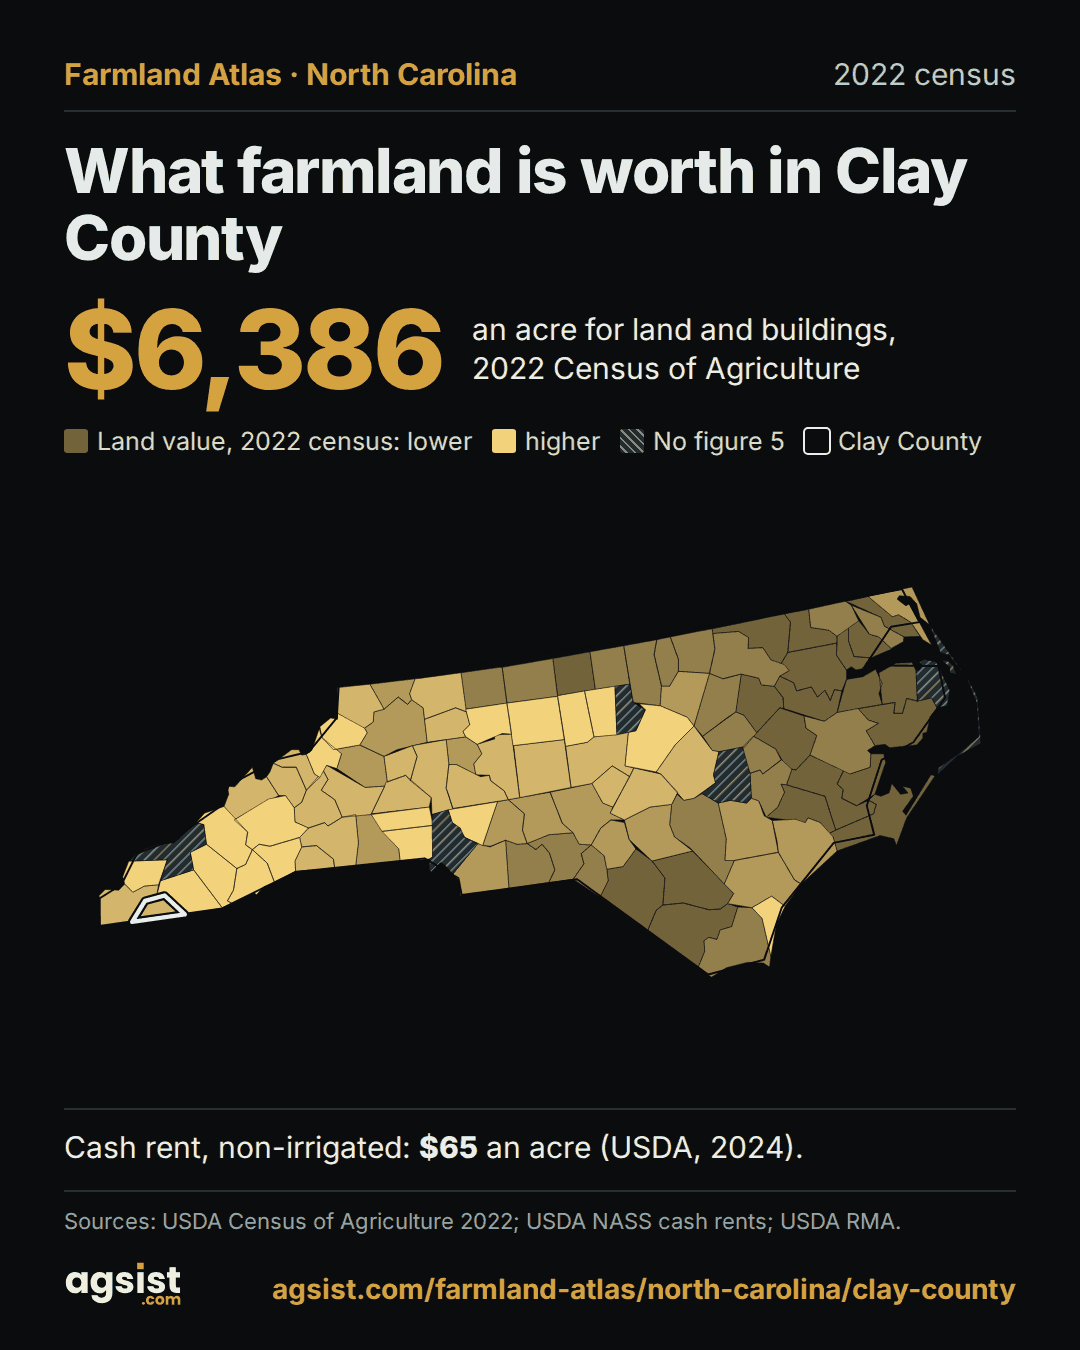 Farmland Atlas · North Carolina
2022 census
What farmland is worth in Clay
County
$6,386
an acre for land and buildings,
2022 Census of Agriculture
Land value, 2022 census: lower
higher
No figure 5
Clay County
Cash rent, non-irrigated: $65 an acre (USDA, 2024).
Sources: USDA Census of Agriculture 2022; USDA NASS cash rents; USDA RMA.
agsist
.com
agsist.com/farmland-atlas/north-carolina/clay-county